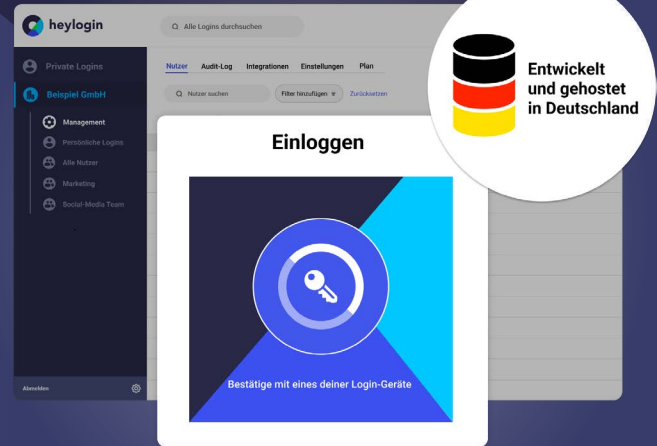 heylogin
Alle Logins durchsuchen
Private Logins
Beispiel GmbH
Management
Persönliche Logins
Alle Nutzer
Marketing
Social-Media Team
Abmelden
Nutzer Audit-Log Integrationen Einstellungen Plan
Nutzer suchen Filter hinzufügen Zurücksetzen
Entwickelt
und gehostet
in Deutschland
Einloggen
Bestätige mit eines deiner Login-Geräte